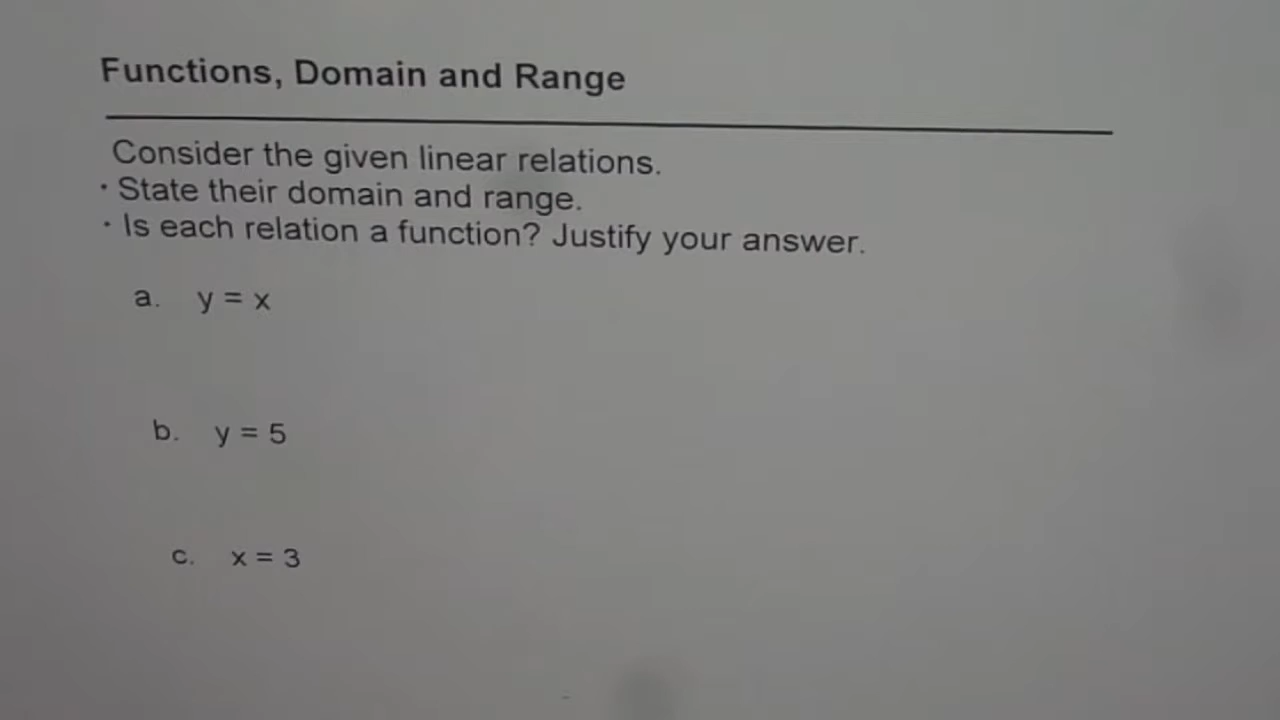 Functions, Domain and Range
Consider the given linear relations.
· State their domain and range.
· Is each relation a function? Justify your answer.
a. y = x
b. y = 5
c. x = 3